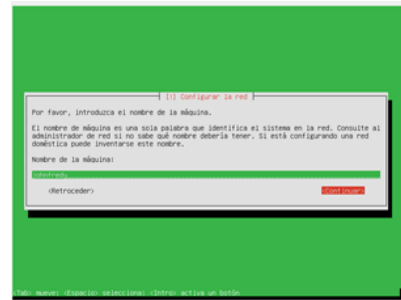 [!] Configurar la red
Por favor, introduzca el nombre de la máquina.
El nombre de máquina es una sola palabra que identifica el sistema en la red. Consulte al
administrador de red si no sabe qué nombre debería tener. Si está configurando una red
doméstica puede inventarse este nombre.
Nombre de la máquina:
<Retroceder>
<Continuar>
<Tab> mueve; <Espacio> selecciona; <Intro> activa un botón